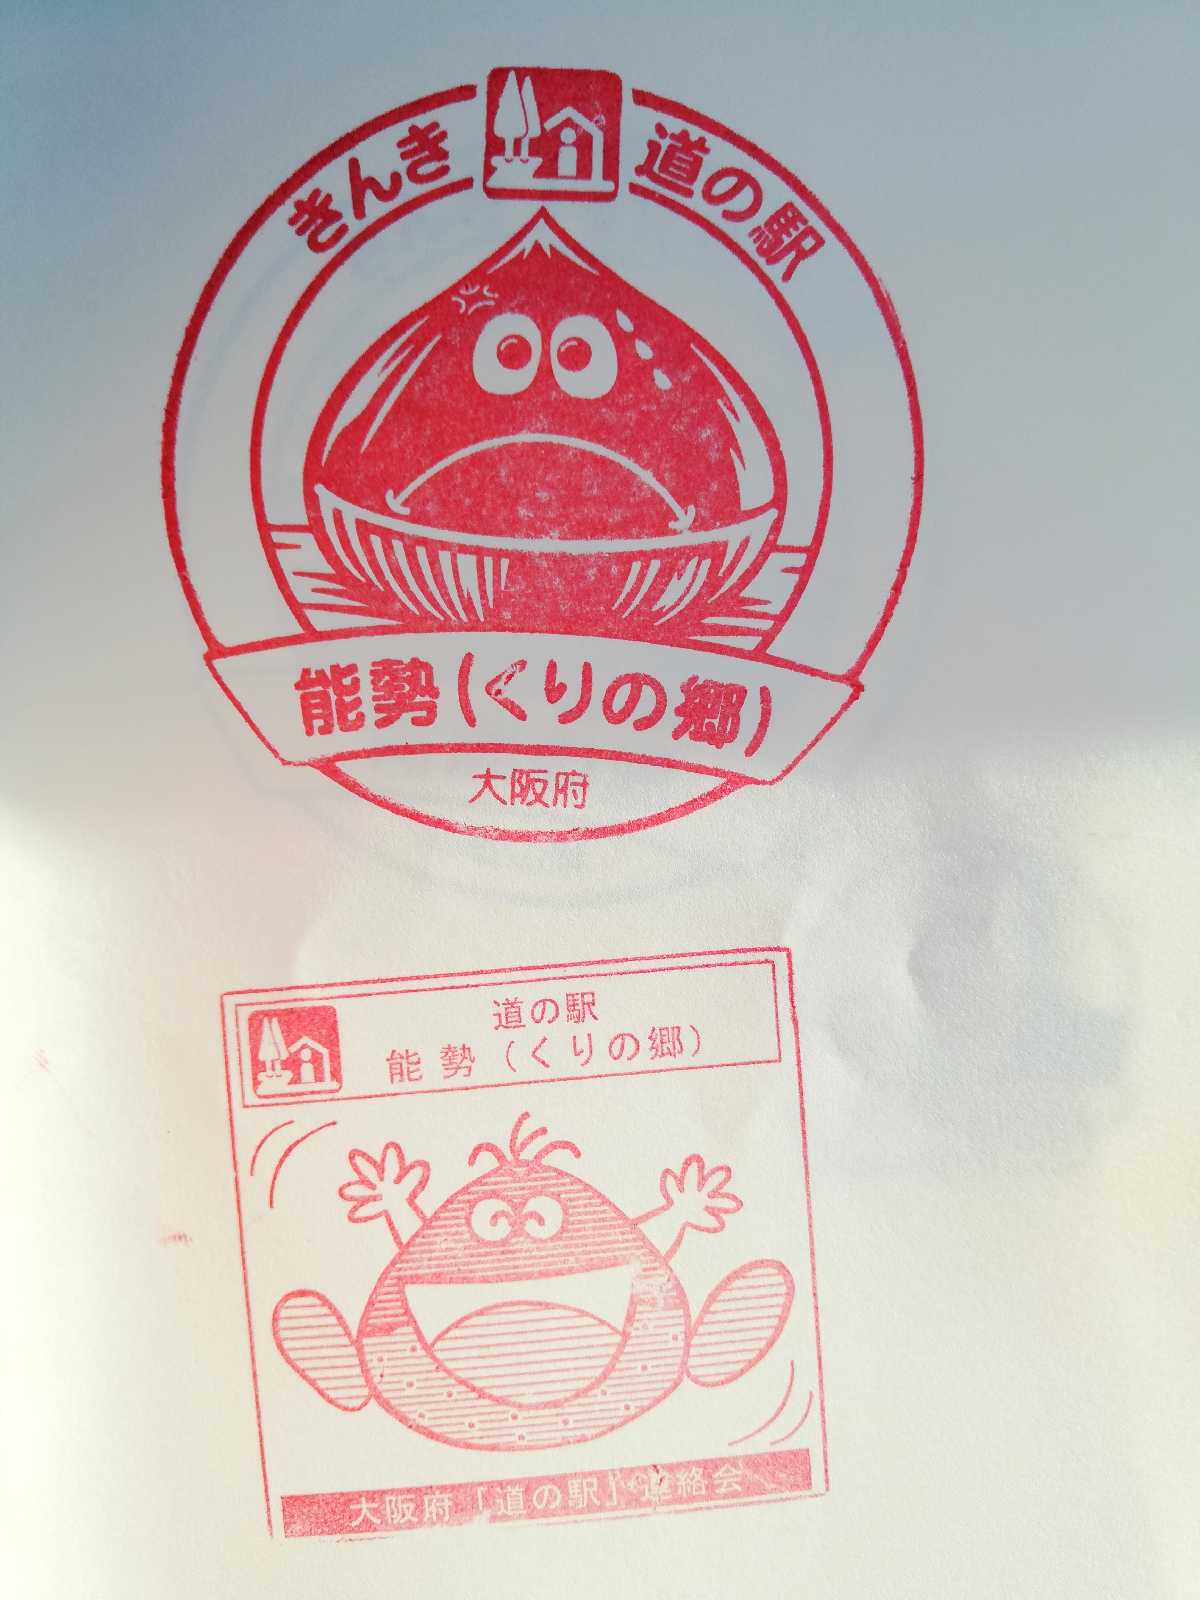 きんき 道の駅
能勢(くりの郷)
大阪府
道の駅
能勢(くりの郷)
大阪府「道の駅」連絡会